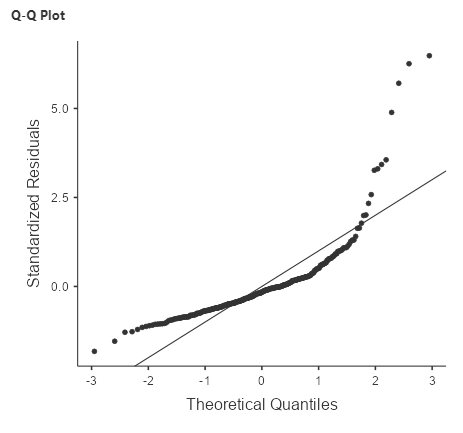 Q-Q Plot
Standardized Residuals
5.0
2.5
0.0
-3 -2 -1 0 1 2 3
Theoretical Quantiles